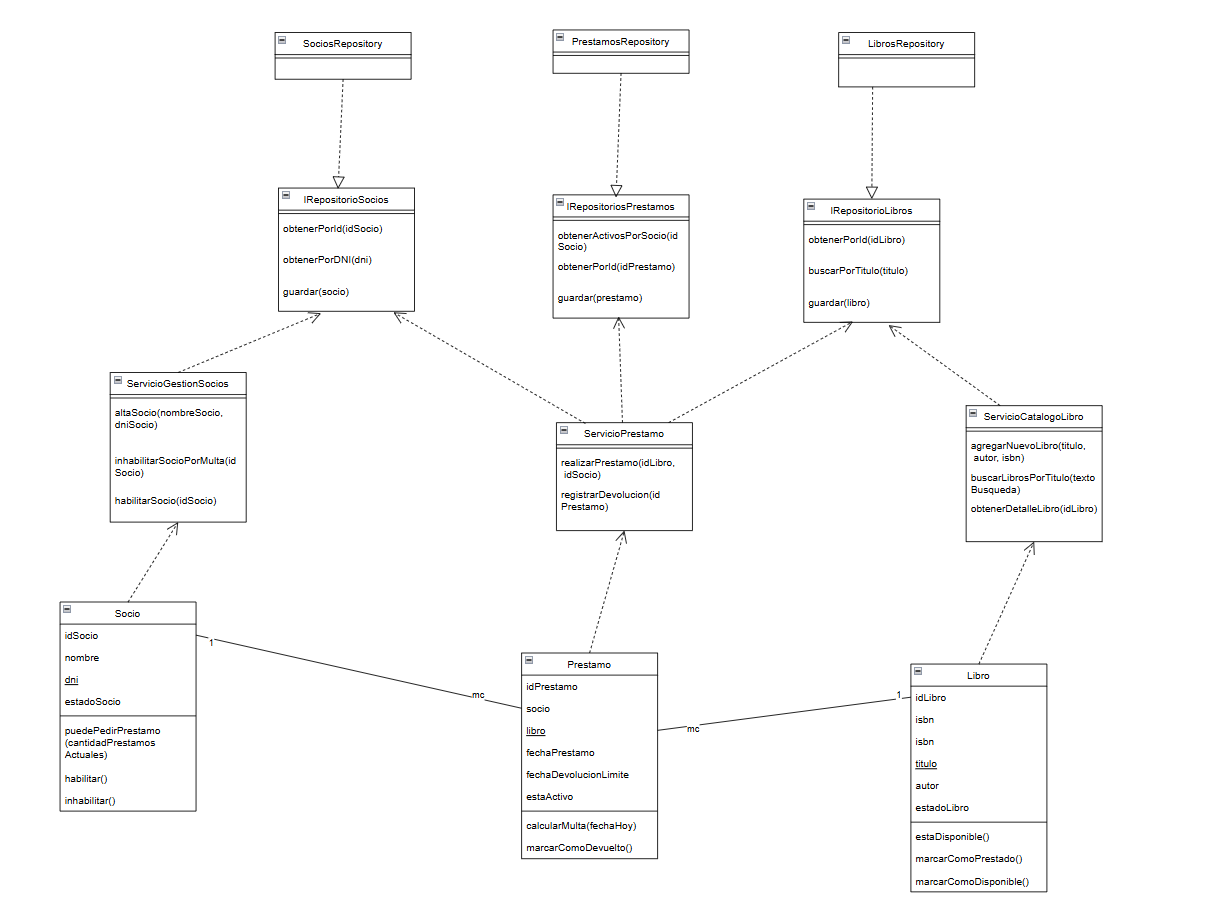 SociosRepository
PrestamosRepository
LibrosRepository
IRepositorioSocios
obtenerPorId(idSocio)
obtenerPorDNI(dni)
guardar(socio)
IRepositoriosPrestamos
obtenerActivosPorSocio(id
Socio)
obtenerPorId(idPrestamo)
guardar(prestamo)
IRepositorioLibros
obtenerPorId(idLibro)
buscarPorTitulo(titulo)
guardar(libro)
ServicioGestionSocios
altaSocio(nombreSocio,
dniSocio)
inhabilitarSocioPorMulta(id
Socio)
habilitarSocio(idSocio)
ServicioPrestamo
realizarPrestamo(idLibro,
idSocio)
registrarDevolucion(id
Prestamo)
ServicioCatalogoLibro
agregarNuevoLibro(titulo,
autor, isbn)
buscarLibrosPorTitulo(texto
Busqueda)
obtenerDetalleLibro(idLibro)
Socio
idSocio
nombre
dni
estadoSocio
puedePedirPrestamo
(cantidadPrestamos
Actuales)
habilitar()
inhabilitar()
1
mc
Prestamo
idPrestamo
socio
libro
fechaPrestamo
fechaDevolucionLimite
estaActivo
calcularMulta(fechaHoy)
marcarComoDevuelto()
mc
1
Libro
idLibro
isbn
isbn
titulo
autor
estadoLibro
estaDisponible()
marcarComoPrestado()
marcarComoDisponible()